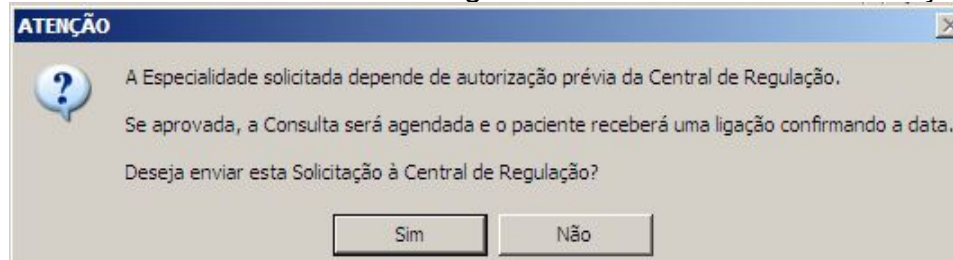 ATENÇÃO
A Especialidade solicitada depende de autorização prévia da Central de Regulação.
Se aprovada, a Consulta será agendada e o paciente receberá uma ligação confirmando a data.
Deseja enviar esta Solicitação à Central de Regulação?
Sim Não